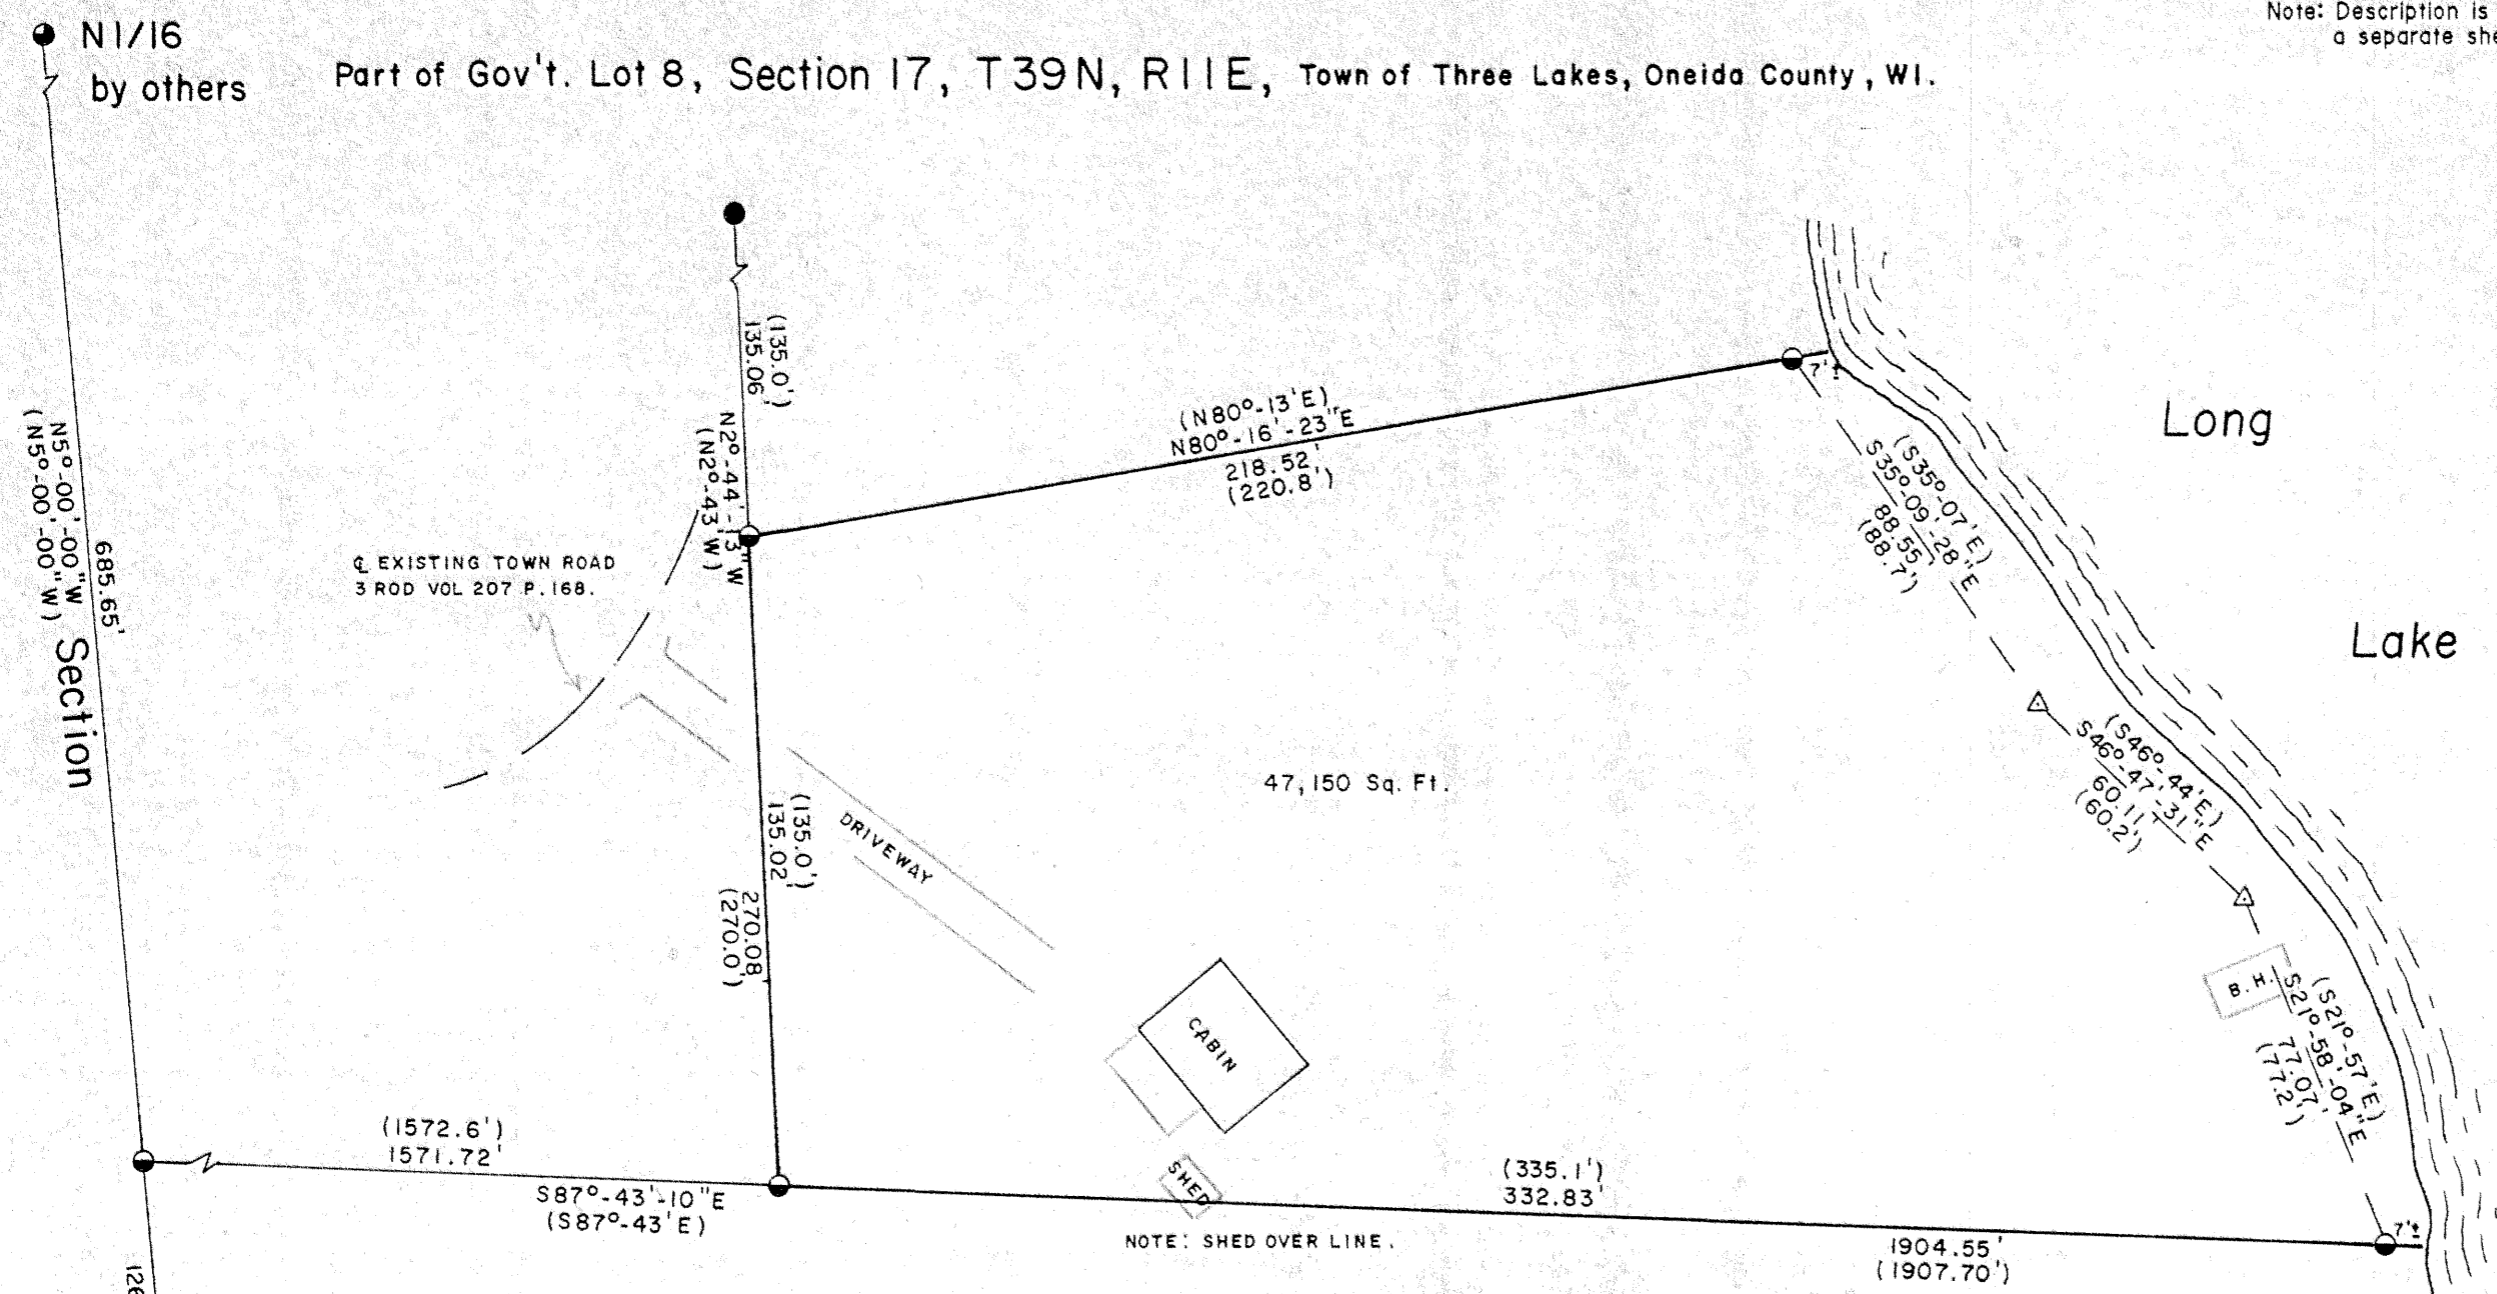 N 1/16
by others
Part of Gov't. Lot 8, Section 17, T39N, R11E, Town of Three Lakes, Oneida County, WI.
Note: Description is
a separate she
(135.0')
135.06'
N2°-44'-13"W
(N2°-43'W)
(N80°-13'E)
N80°-16'-23"E
218.52'
(220.8')
7'±
Long
Lake
(S35°-07'E)
S35°-09'-28"E
88.55'
(88.7')
685.65'
N5°-00'-00"W
(N5°-00'-00"W)
Section
℄ EXISTING TOWN ROAD
3 ROD VOL 207 P. 168.
(S46°-44'E)
S46°-47'-31"E
60.11'
(60.2')
47,150 Sq. Ft.
(135.0')
135.02'
270.08'
(270.0')
DRIVEWAY
CABIN
B. H.
(S21°-57'E)
S21°-58'-04"E
77.07'
(77.2')
(1572.6')
1571.72'
S87°-43'-10"E
(S87°-43'E)
SHED
NOTE: SHED OVER LINE.
(335.1')
332.83'
7'±
1904.55'
(1907.70')
126